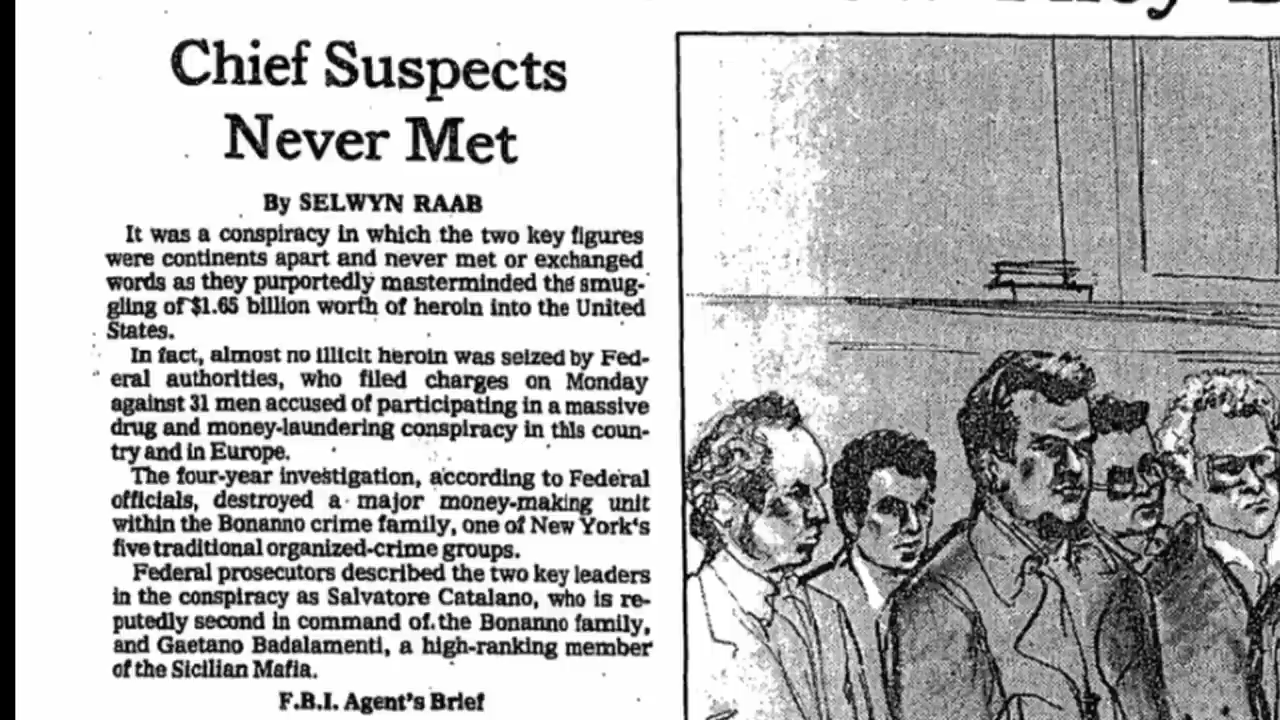 Chief Suspects
Never Met
By SELWYN RAAB
It was a conspiracy in which the two key figures
were continents apart and never met or exchanged
words as they purportedly masterminded the smug-
gling of $1.65 billion worth of heroin into the United
States.
In fact, almost no illicit heroin was seized by Fed-
eral authorities, who filed charges on Monday
against 31 men accused of participating in a massive
drug and money-laundering conspiracy in this coun-
try and in Europe.
The four-year investigation, according to Federal
officials, destroyed a major money-making unit
within the Bonanno crime family, one of New York's
five traditional organized-crime groups.
Federal prosecutors described the two key leaders
in the conspiracy as Salvatore Catalano, who is re-
putedly second in command of the Bonanno family,
and Gaetano Badalamenti, a high-ranking member
of the Sicilian Mafia.
F.B.I. Agent's Brief